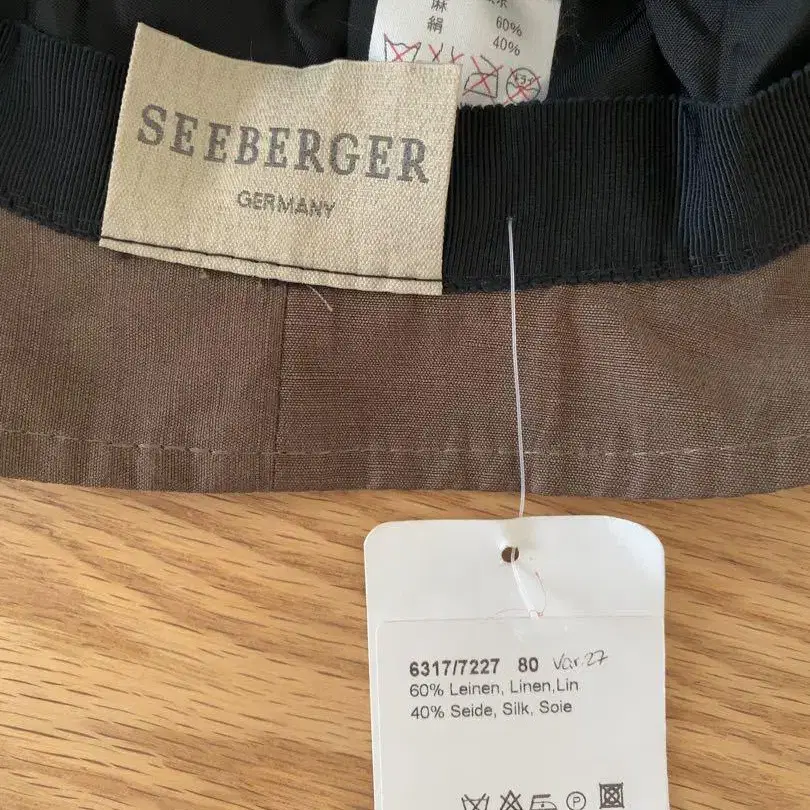 麻 60%
絹 40%
SEEBERGER
GERMANY
6317/7227 80 Var.27
60% Leinen, Linen,Lin
40% Seide, Silk, Soie
P